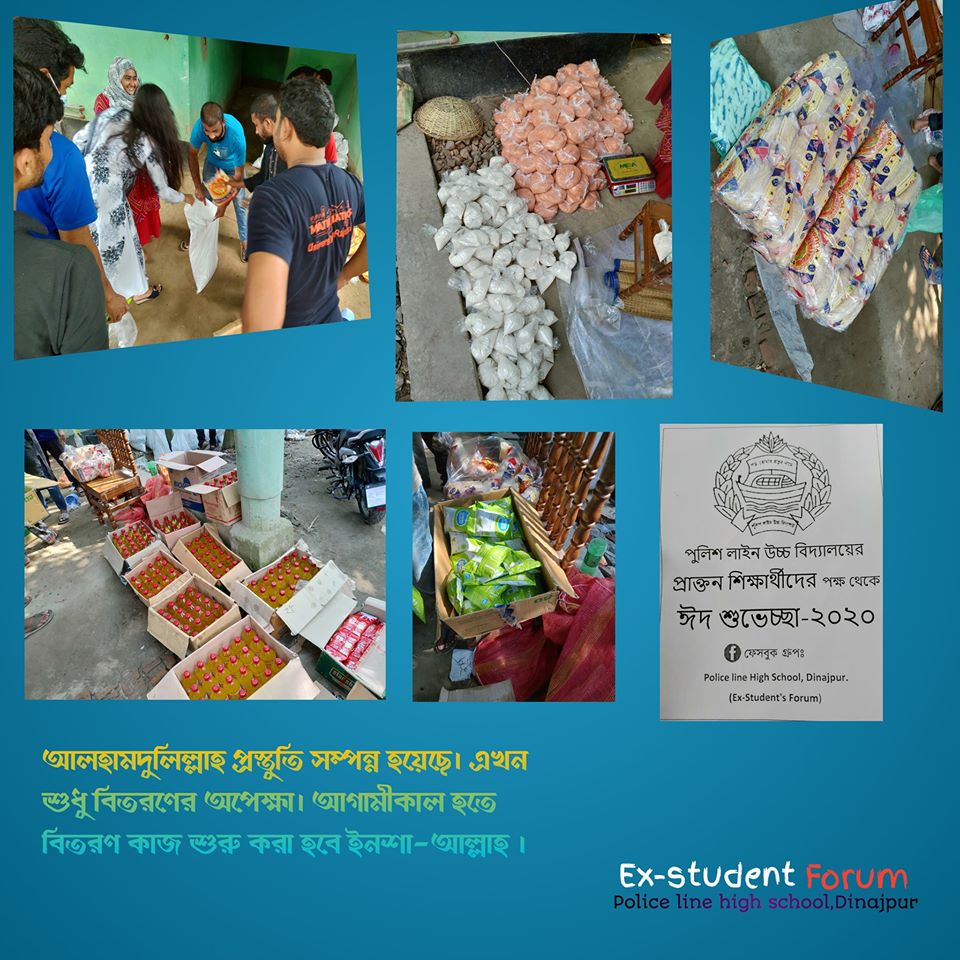 MATHEMATICS
পুলিশ লাইন উচ্চ বিদ্যালয়ের
প্রাক্তন শিক্ষার্থীদের পক্ষ থেকে
ঈদ শুভেচ্ছা-২০২০
ফেসবুক গ্রুপঃ
Police line High School, Dinajpur.
(Ex-Student's Forum)
আলহামদুলিল্লাহ প্রস্তুতি সম্পন্ন হয়েছে। এখন
শুধু বিতরণের অপেক্ষা। আগামীকাল হতে
বিতরণ কাজ শুরু করা হবে ইনশা-আল্লাহ।
Ex-student Forum
Police line high school,Dinajpur